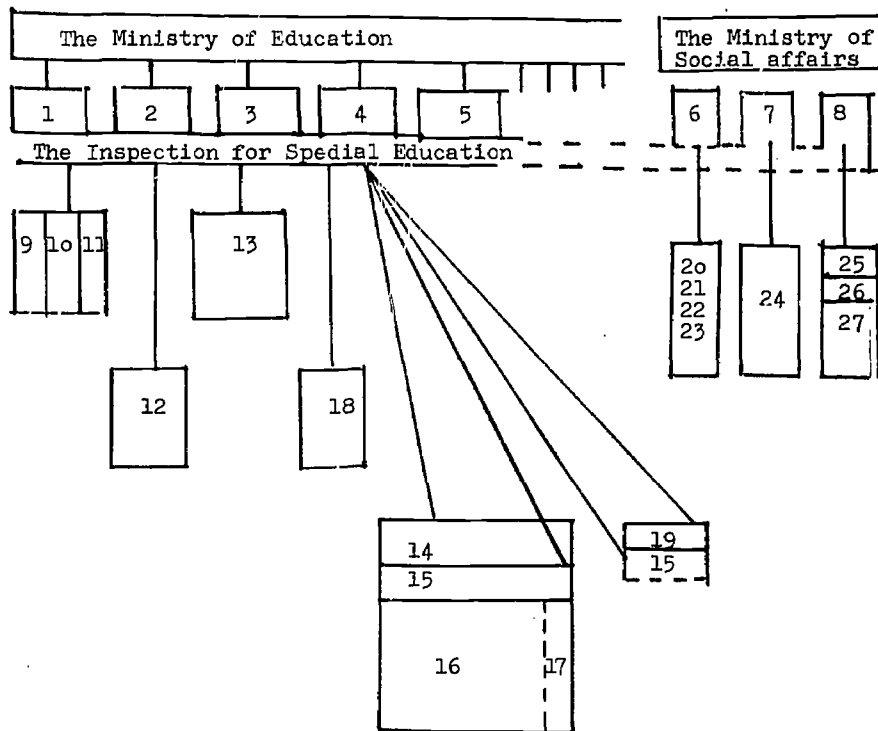 The Ministry of Education
The Ministry of
Social affairs
1 2 3 4 5 6 7 8
The Inspection for Spedial Education
9 1o 11 13
2o
21
22
23
24
25
26
27
12 18
14
15
19
15
16 17